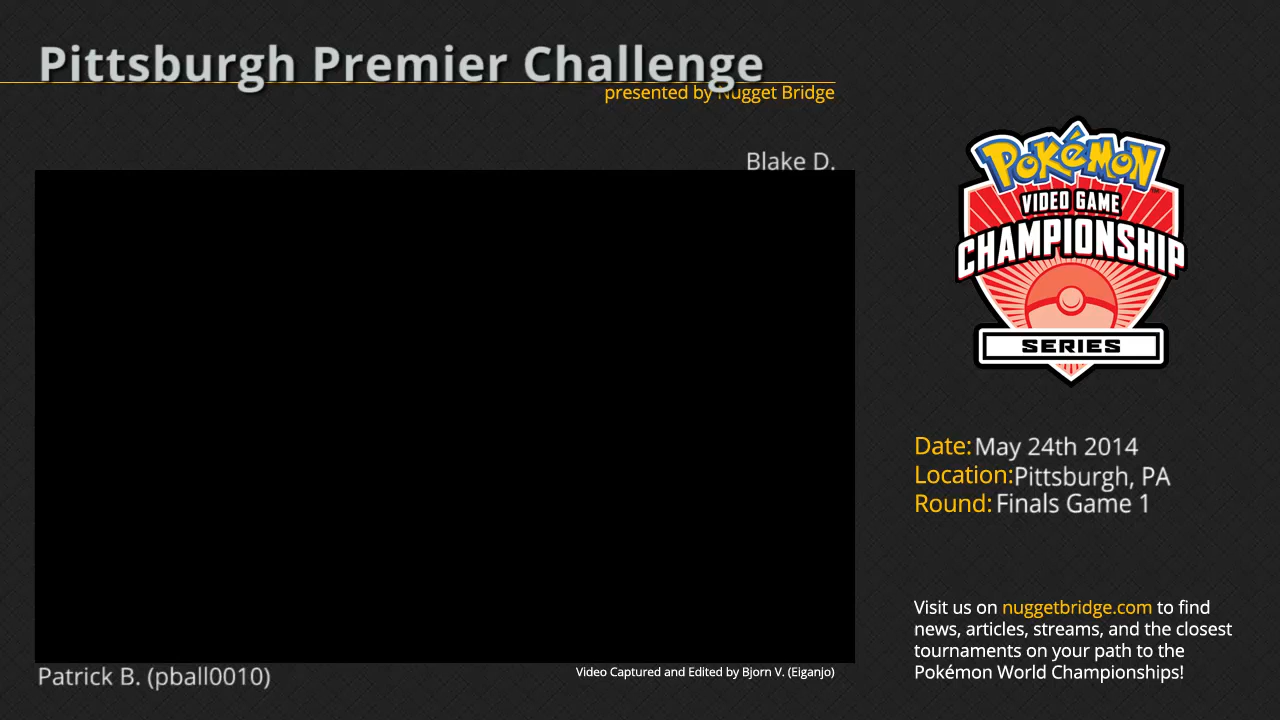 Pittsburgh Premier Challenge
presented by Nugget Bridge
Blake D.
POKéMON
VIDEO GAME
CHAMPIONSHIP
SERIES
Date: May 24th 2014
Location: Pittsburgh, PA
Round: Finals Game 1
Visit us on nuggetbridge.com to find
news, articles, streams, and the closest
tournaments on your path to the
Pokémon World Championships!
Patrick B. (pball0010)
Video Captured and Edited by Bjorn V. (Eiganjo)